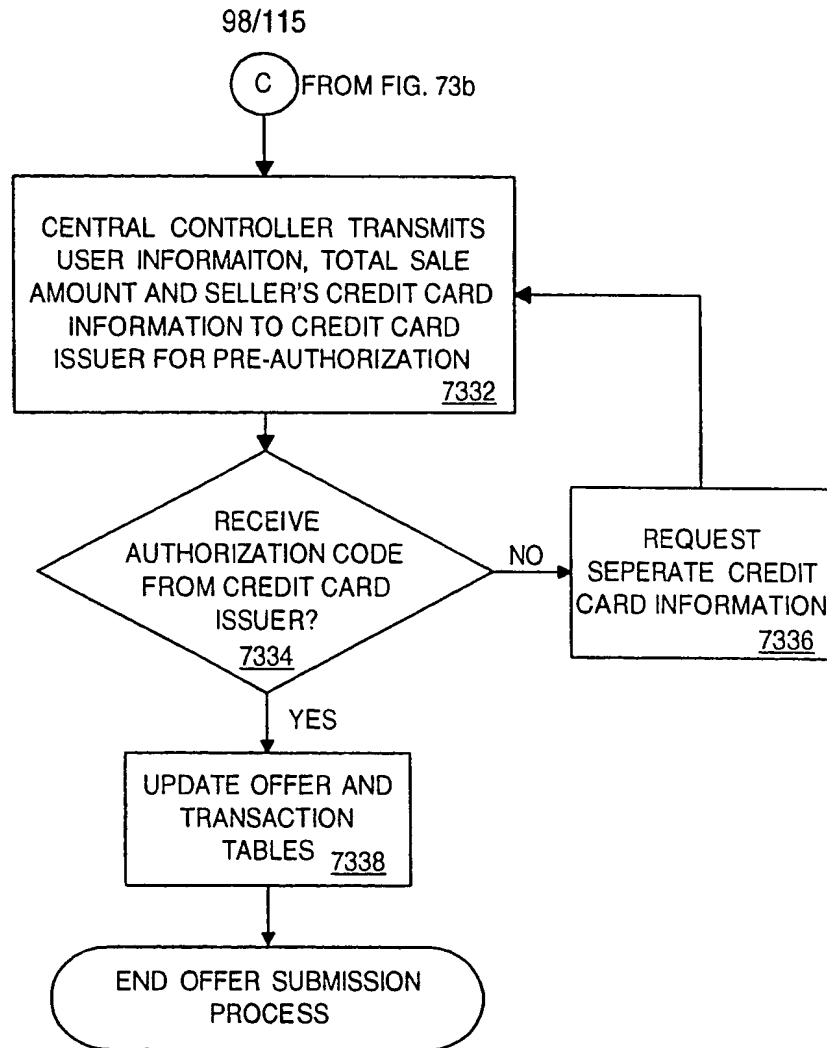 98/115
C FROM FIG. 73b
CENTRAL CONTROLLER TRANSMITS
USER INFORMAITON, TOTAL SALE
AMOUNT AND SELLER'S CREDIT CARD
INFORMATION TO CREDIT CARD
ISSUER FOR PRE-AUTHORIZATION
7332
RECEIVE
AUTHORIZATION CODE
FROM CREDIT CARD
ISSUER?
7334
NO
REQUEST
SEPERATE CREDIT
CARD INFORMATION
7336
YES
UPDATE OFFER AND
TRANSACTION
TABLES 7338
END OFFER SUBMISSION
PROCESS